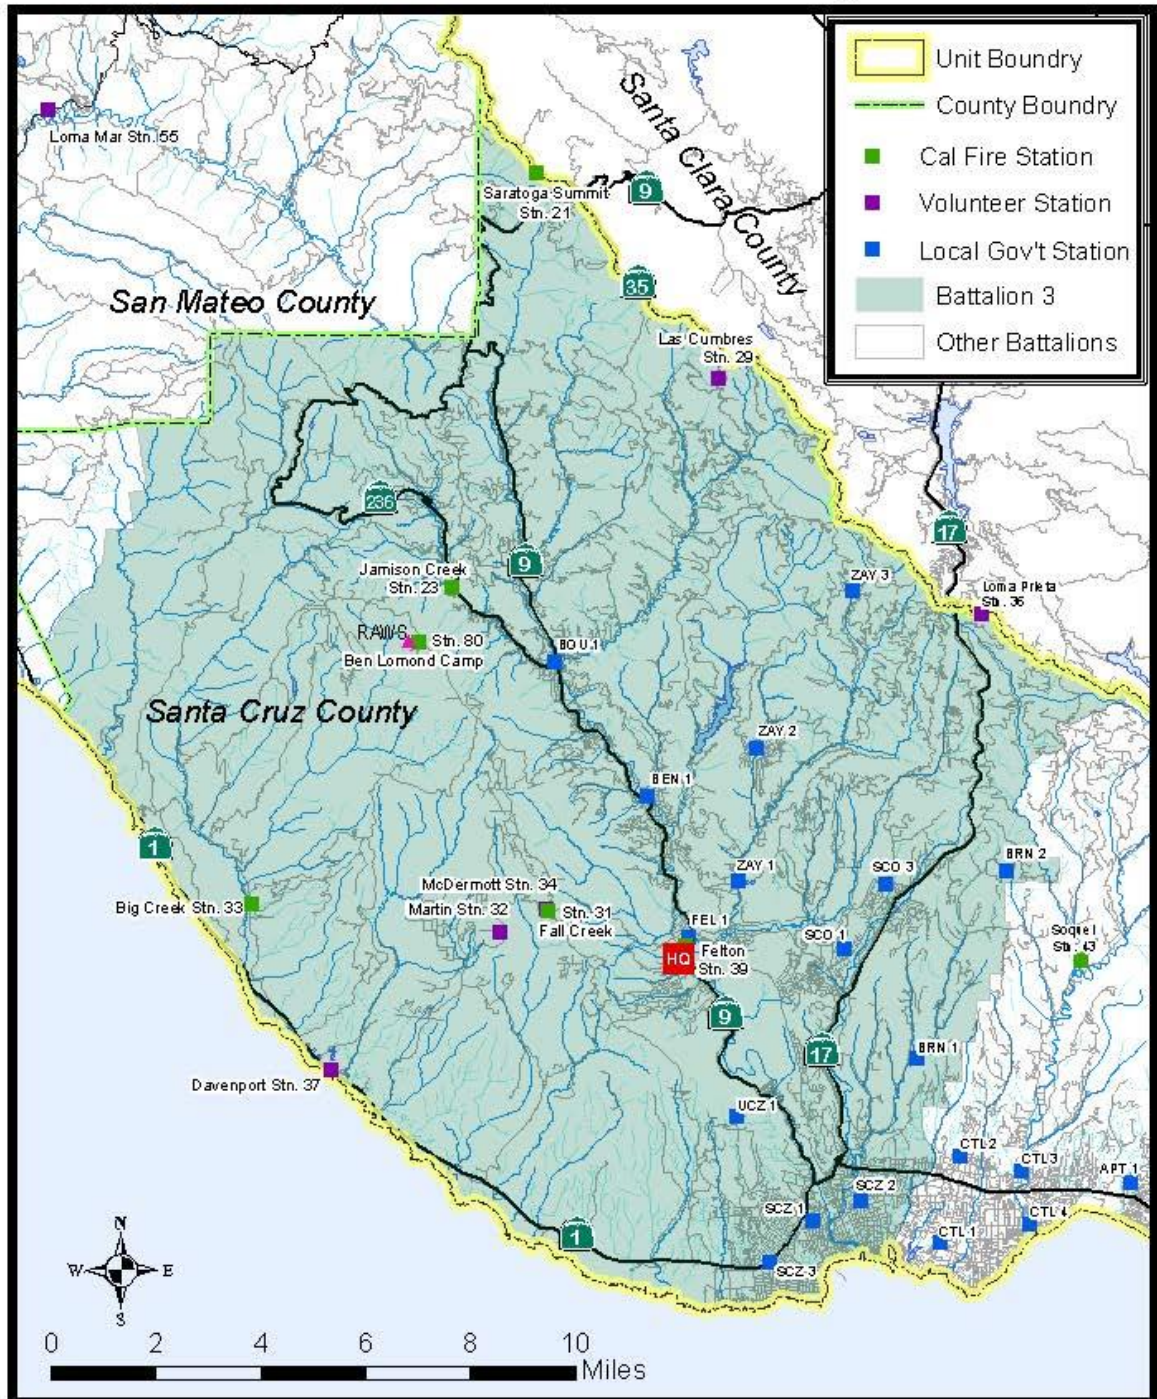 Unit Boundry
County Boundry
Cal Fire Station
Volunteer Station
Local Gov't Station
Battalion 3
Other Battalions
Santa Clara County
Loma Mar Stn. 55
Saratoga Summit
Stn. 21
9
35
San Mateo County
Las Cumbres
Stn. 29
236
17
9
Jamison Creek
Stn. 23
ZAY 3
Loma Prieta
Stn. 36
RAWS
Stn. 80
Ben Lomond Camp
BOU 1
Santa Cruz County
ZAY 2
BEN 1
1
McDermott Stn. 34
ZAY 1
SCO 3
BRN 2
Big Creek Stn. 33
Martin Stn. 32
Stn. 31
Fall Creek
FEL 1
HQ
Felton
Stn. 39
SCO 1
Soquel
Stn. 43
9
17
BRN 1
Davenport Stn. 37
UCZ 1
CTL 2
CTL 3
APT 1
SCZ 2
SCZ 1
CTL 4
CTL 1
1
SCZ 3
N
W
E
S
0 2 4 6 8 10
Miles